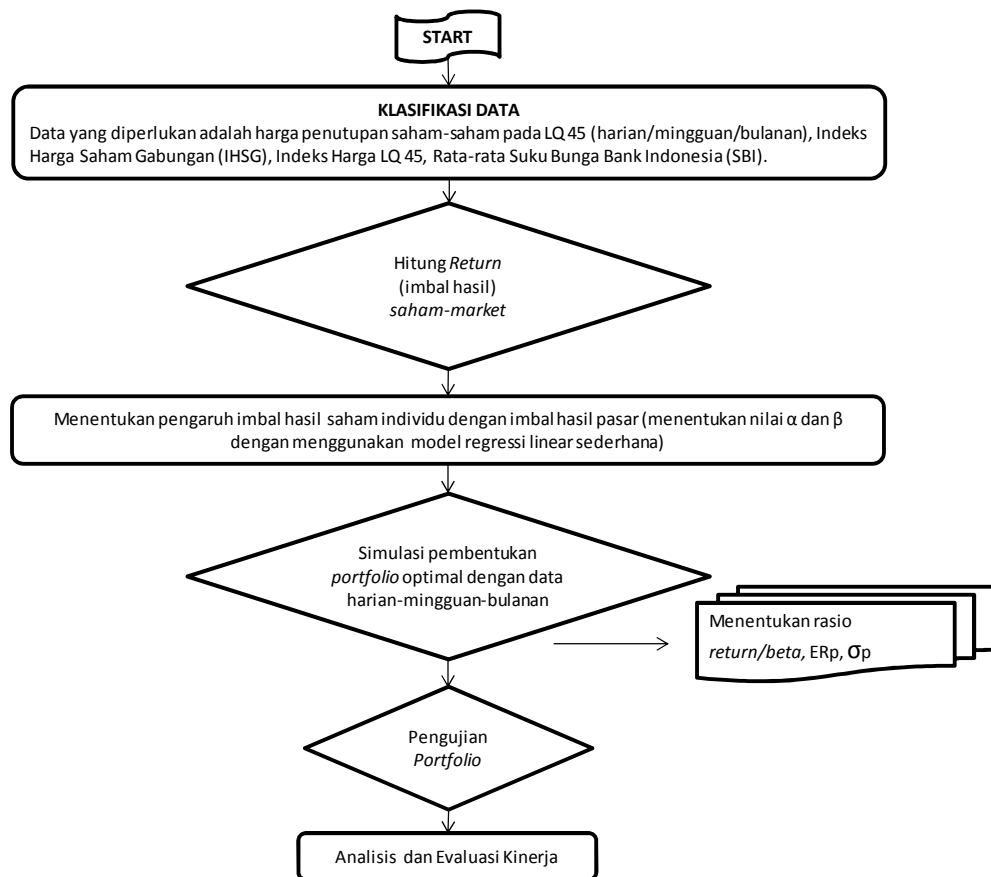 START
KLASIFIKASI DATA
Data yang diperlukan adalah harga penutupan saham-saham pada LQ 45 (harian/mingguan/bulanan), Indeks
Harga Saham Gabungan (IHSG), Indeks Harga LQ 45, Rata-rata Suku Bunga Bank Indonesia (SBI).
Hitung Return
(imbal hasil)
saham-market
Menentukan pengaruh imbal hasil saham individu dengan imbal hasil pasar (menentukan nilai α dan β
dengan menggunakan model regressi linear sederhana)
Simulasi pembentukan
portfolio optimal dengan data
harian-mingguan-bulanan
Menentukan rasio
return/beta, ERp, σp
Pengujian
Portfolio
Analisis dan Evaluasi Kinerja